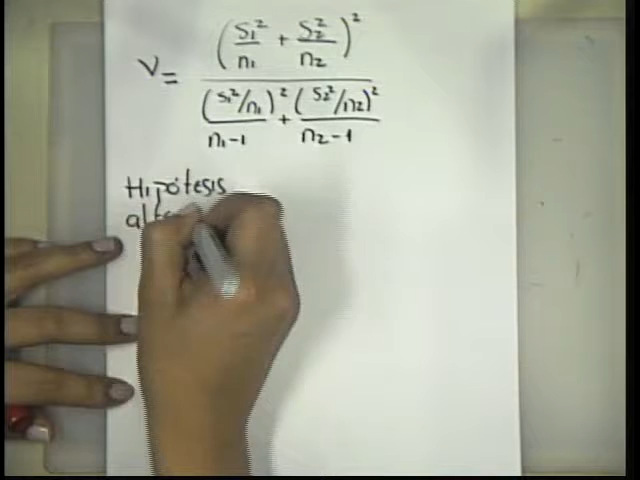 ν = ( S₁²/n₁ + S₂²/n₂ )² / ( (S₁²/n₁)²/(n₁-1) + (S₂²/n₂)²/(n₂-1) )
Hipótesis